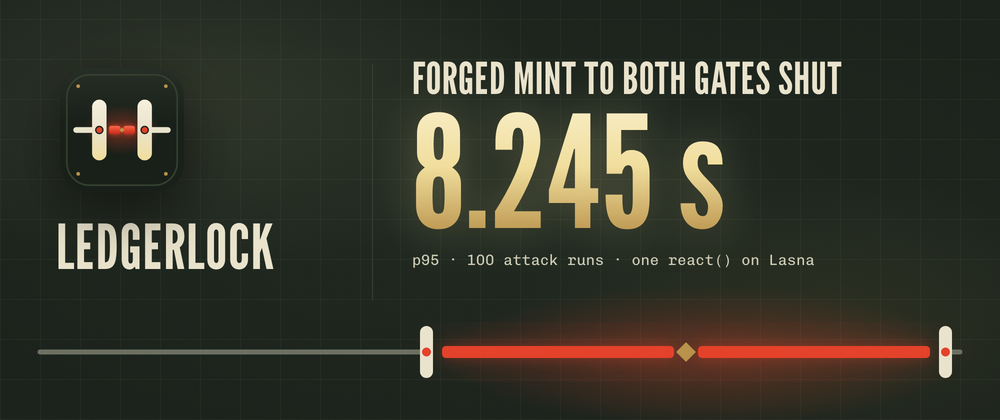 LEDGERLOCK
FORGED MINT TO BOTH GATES SHUT
8.245 s
p95 · 100 attack runs · one react() on Lasna